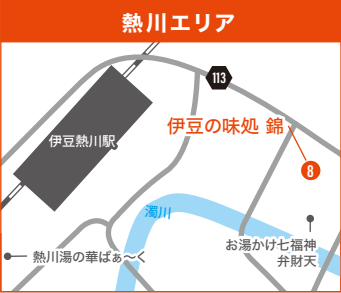 熱川エリア
113
伊豆熱川駅
伊豆の味処 錦
8
濁川
お湯かけ七福神
弁財天
熱川湯の華ぱぁ〜く